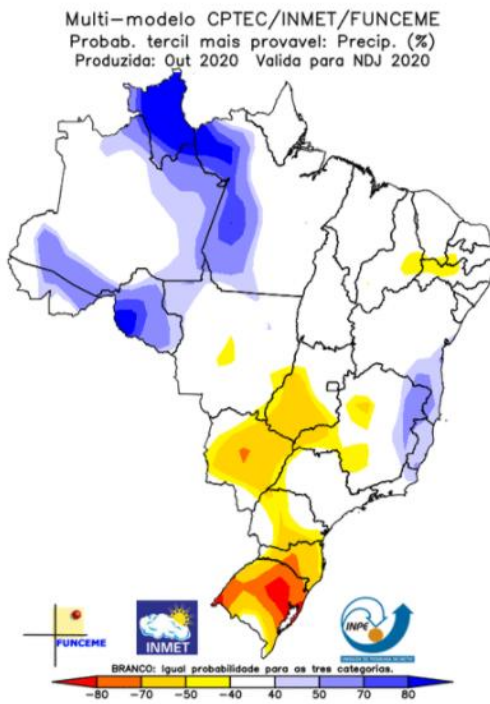 Multi-modelo CPTEC/INMET/FUNCEME
Probab. tercil mais provavel: Precip. (%)
Produzida: Out 2020 Valida para NDJ 2020
FUNCEME
INMET
INPE
BRANCO: Igual probabilidade para as tres categorias.
-80 -70 -50 -40 40 50 70 80